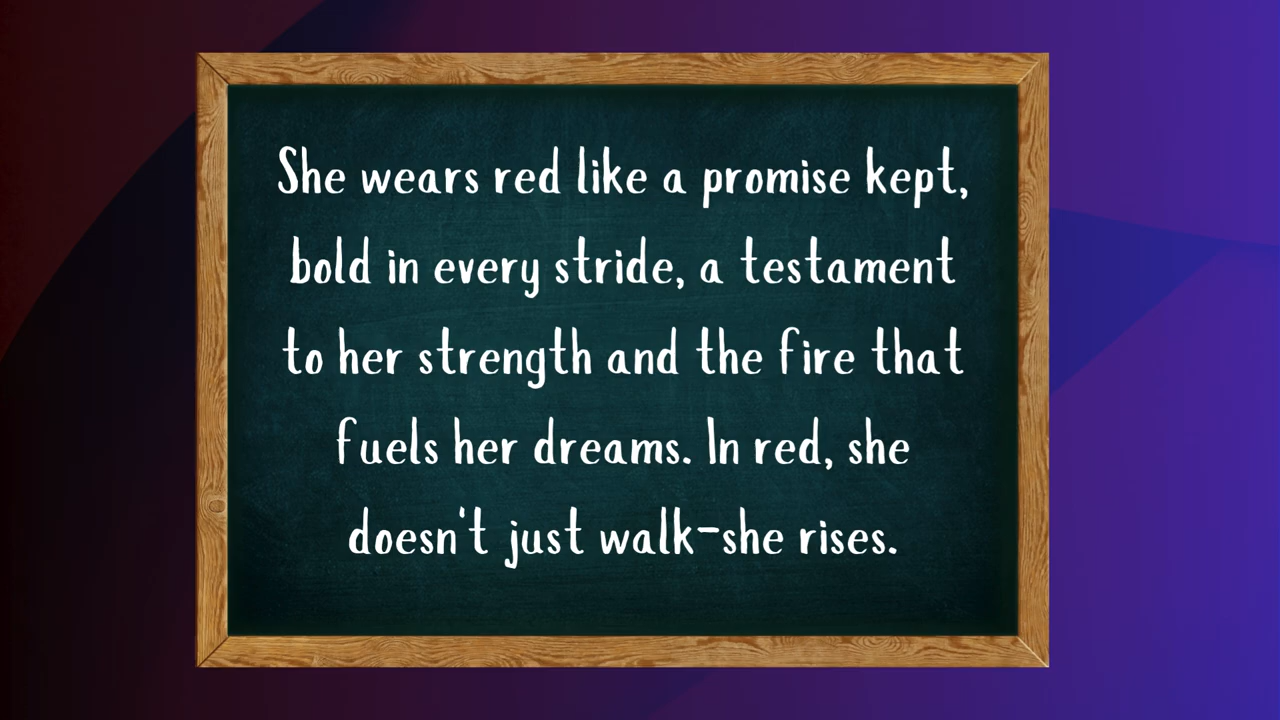 She wears red like a promise kept,
bold in every stride, a testament
to her strength and the fire that
fuels her dreams. In red, she
doesn't just walk–she rises.